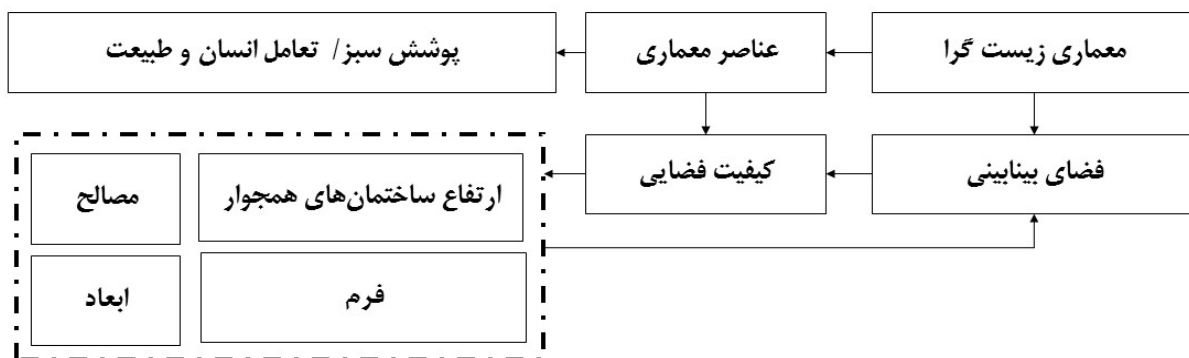 معماری زیست گرا
عناصر معماری
پوشش سبز/ تعامل انسان و طبیعت
فضای بینابینی
کیفیت فضایی
ارتفاع ساختمان‌های همجوار
مصالح
فرم
ابعاد